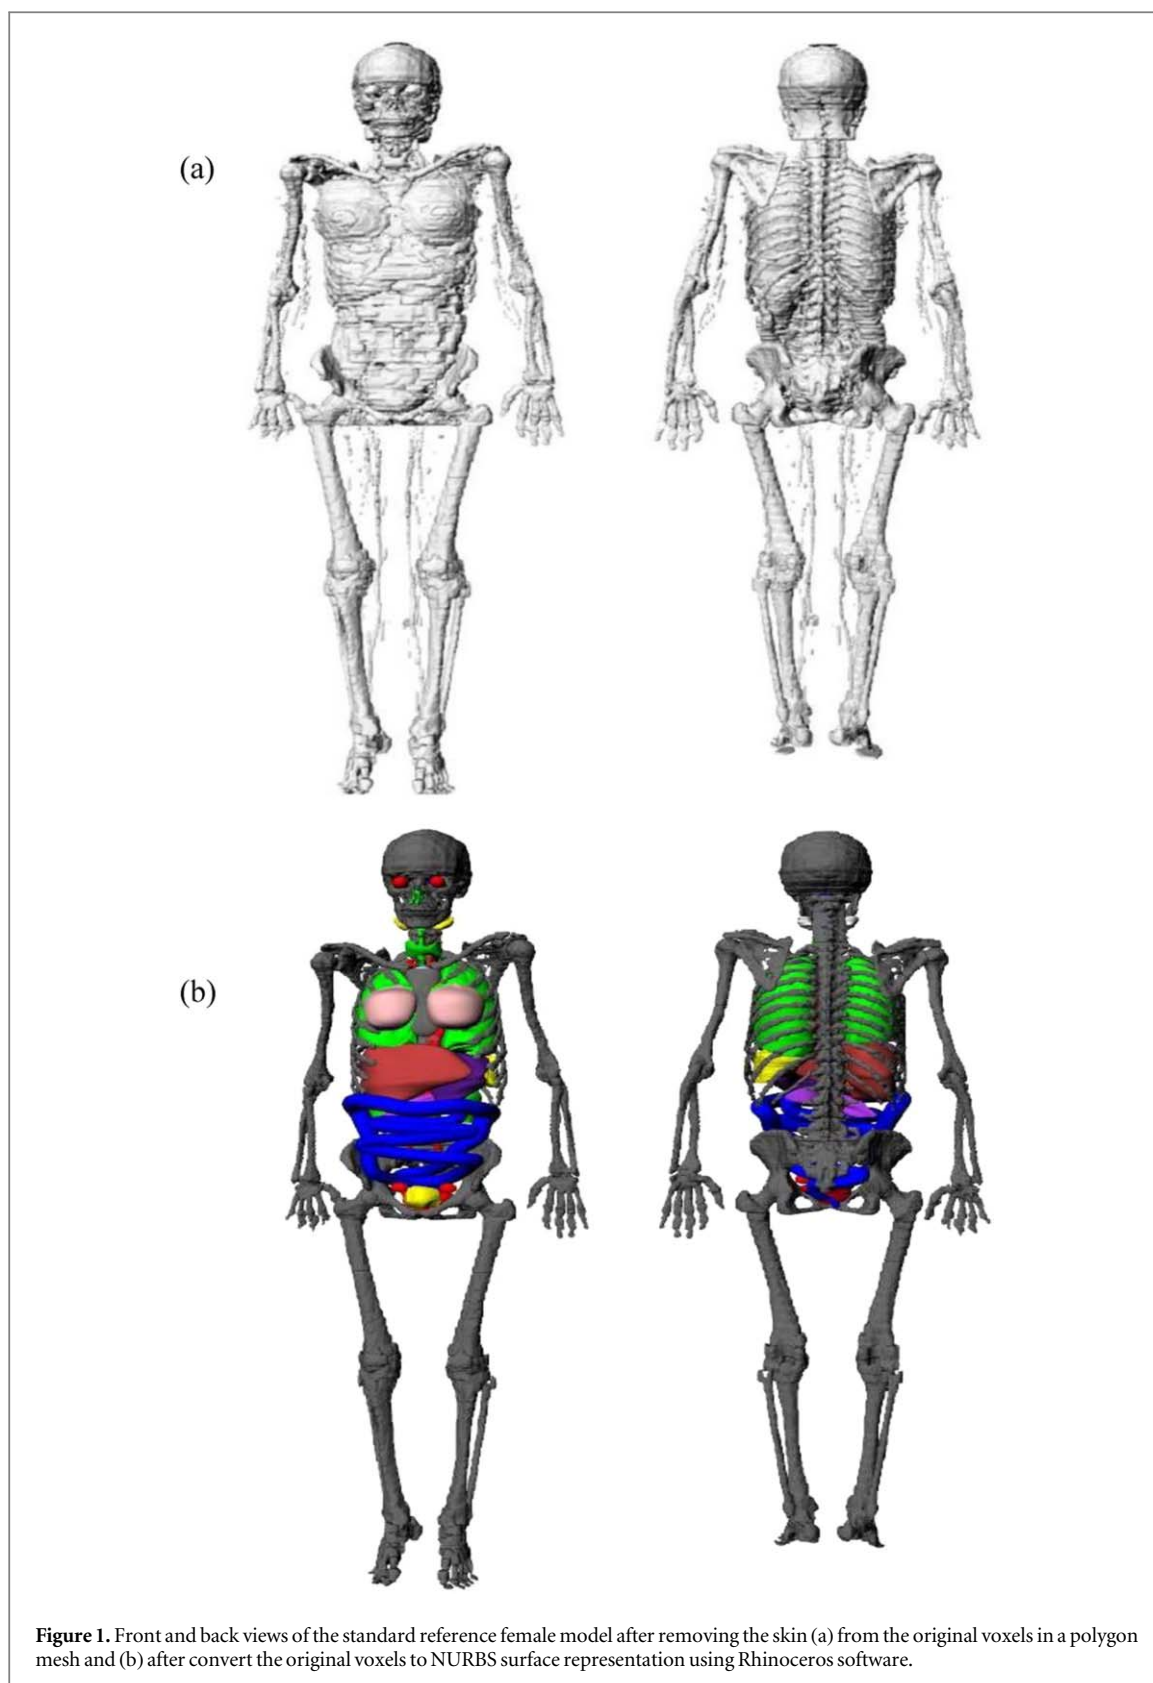 (a)
(b)
Figure 1. Front and back views of the standard reference female model after removing the skin (a) from the original voxels in a polygon
mesh and (b) after convert the original voxels to NURBS surface representation using Rhinoceros software.